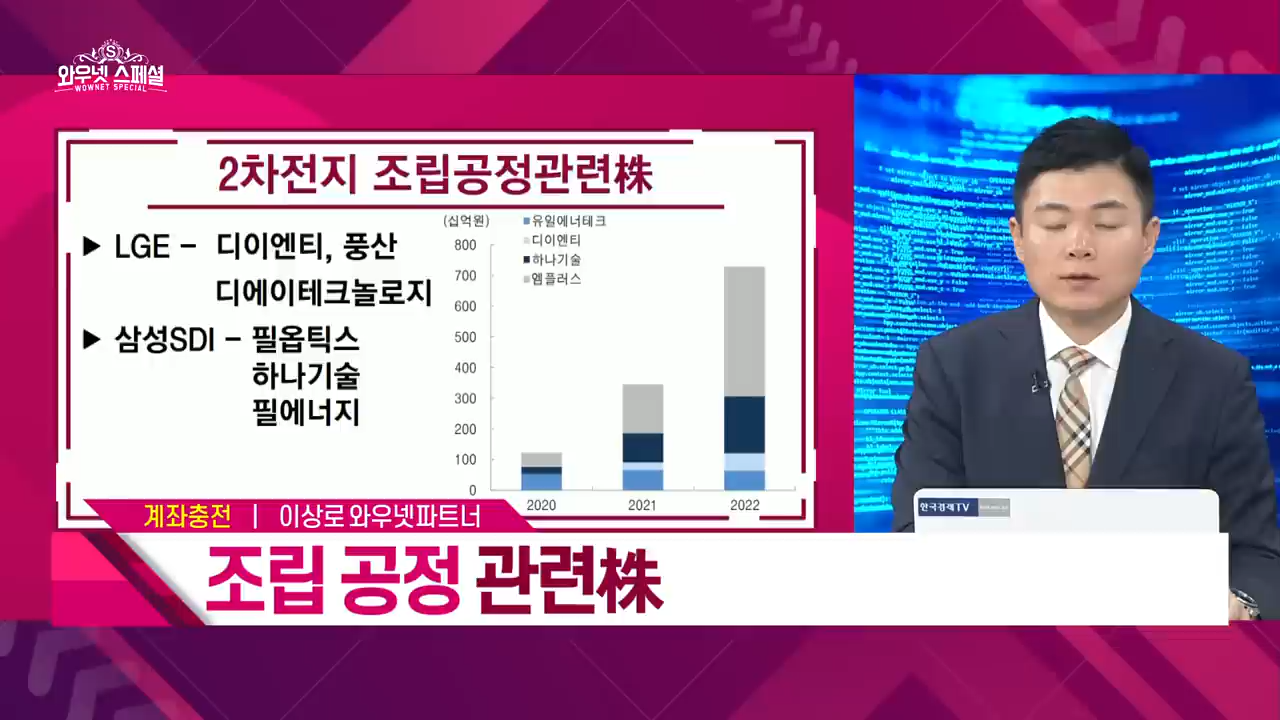 와우넷 스페셜
WOWNET SPECIAL
2차전지 조립공정관련株
▶ LGE - 디이엔티, 풍산
디에이테크놀로지
▶ 삼성SDI - 필옵틱스
하나기술
필에너지
(십억원)
유일에너테크
디이엔티
하나기술
엠플러스
800
700
600
500
400
300
200
100
0
2020 2021 2022
계좌충전 | 이상로 와우넷파트너
조립 공정 관련株
한국경제TV